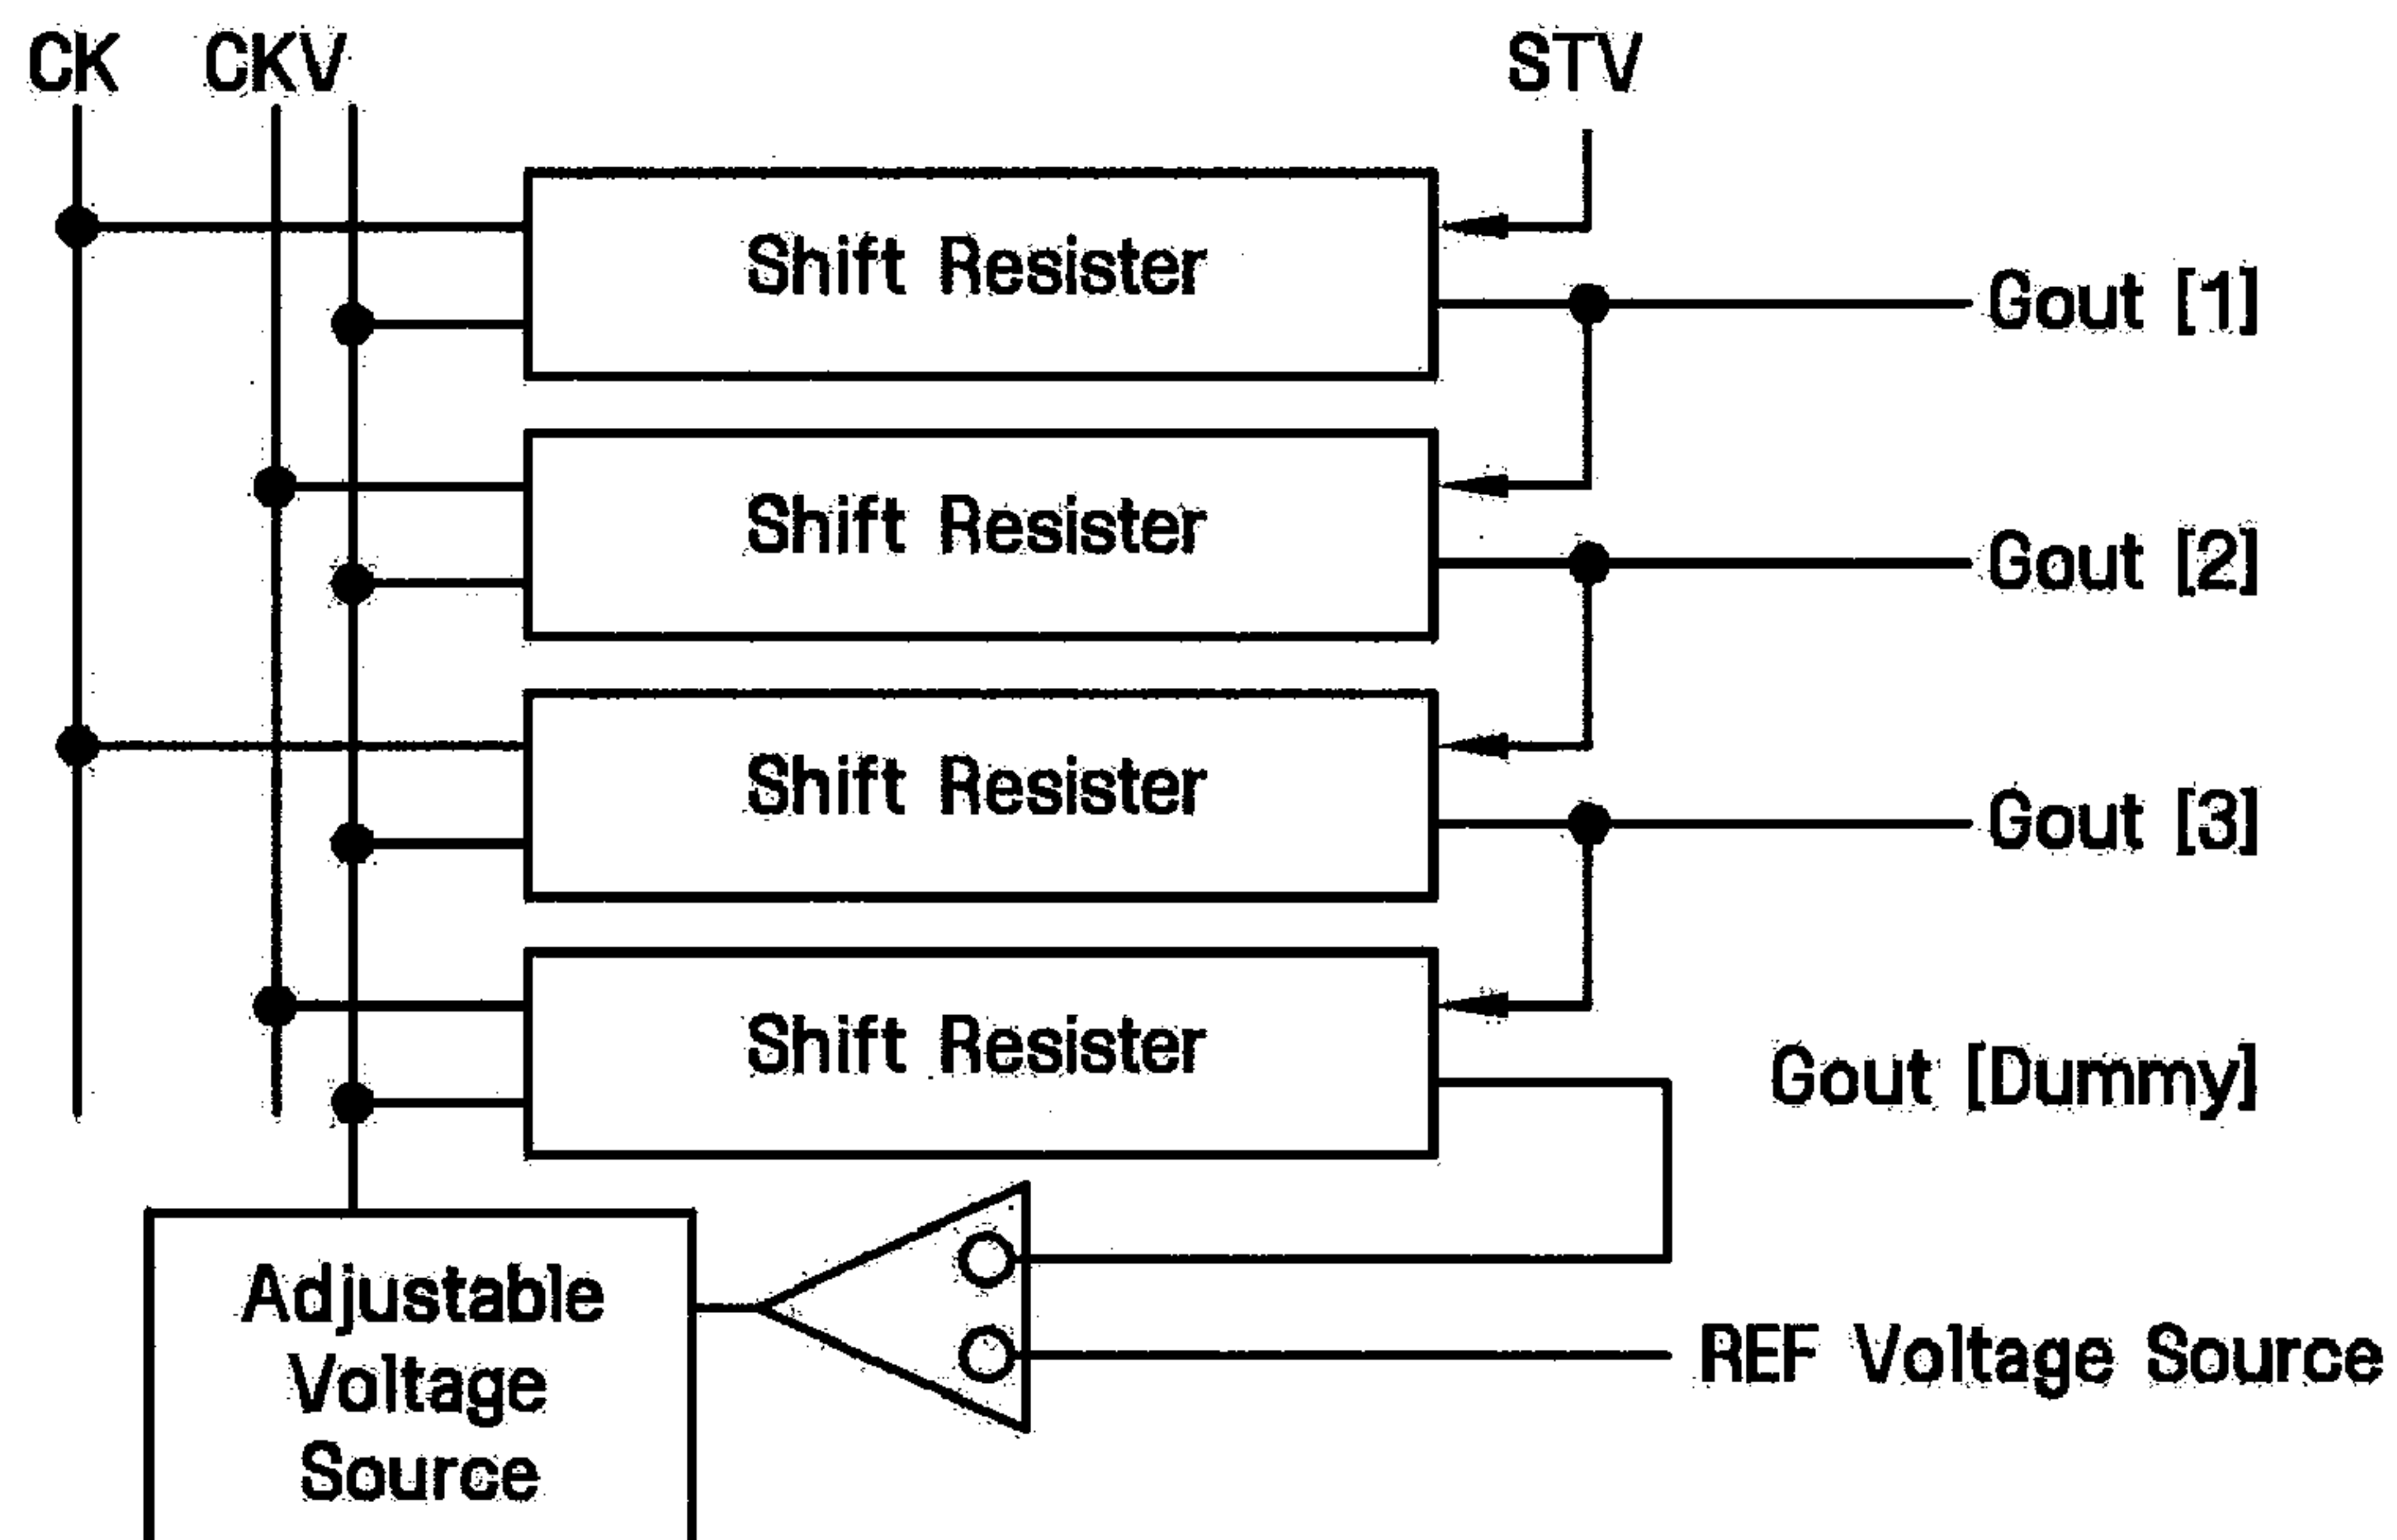 CK CKV STV
Shift Resister
Gout [1]
Shift Resister
Gout [2]
Shift Resister
Gout [3]
Shift Resister
Gout [Dummy]
Adjustable
Voltage
Source
REF Voltage Source